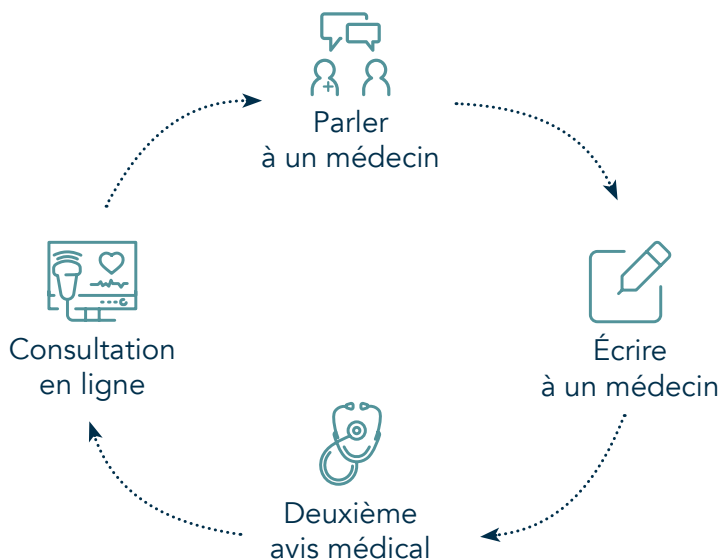 Parler
à un médecin
Écrire
à un médecin
Deuxième
avis médical
Consultation
en ligne